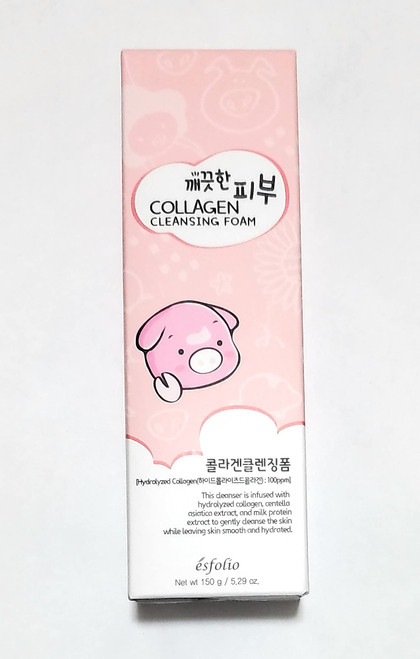 깨끗한 피부
COLLAGEN
CLEANSING FOAM
콜라겐클렌징폼
[Hydrolyzed Collagen(하이드롤라이즈드콜라겐) : 100ppm]
This cleanser is infused with
hydrolyzed collagen, centella
asiatica extract, and milk protein
extract to gently cleanse the skin
while leaving skin smooth and hydrated.
ésfolio
Net wt 150 g / 5.29 oz.